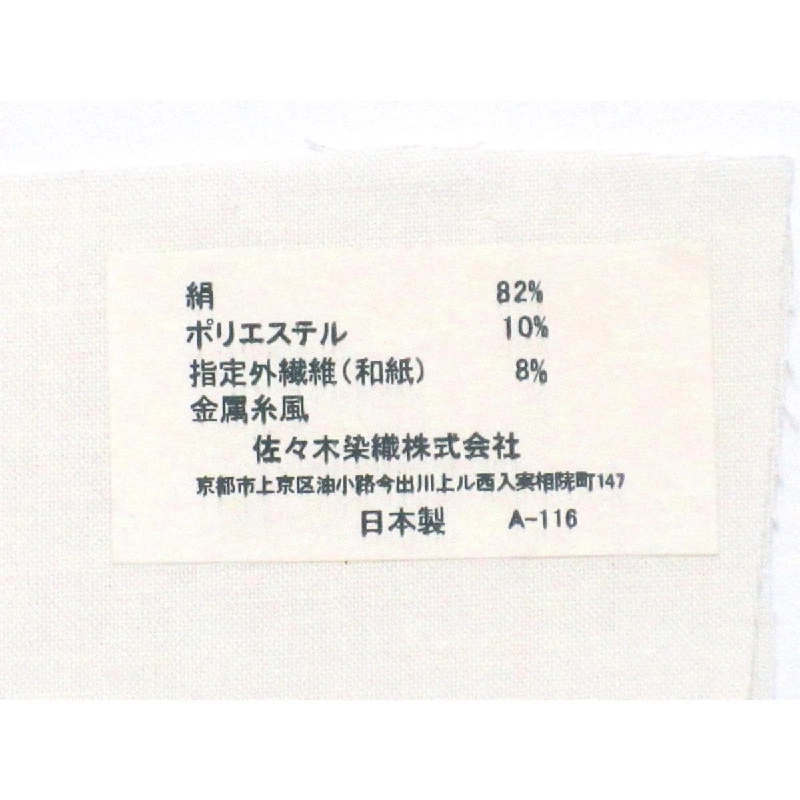 絹 82%
ポリエステル 10%
指定外繊維(和紙) 8%
金属糸風
佐々木染織株式会社
京都市上京区油小路今出川上ル西入実相院町147
日本製 A-116